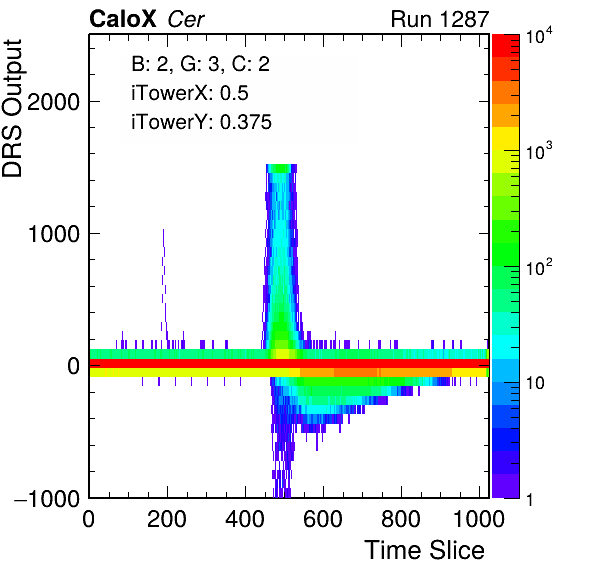 CaloX Cer Run 1287
DRS Output
B: 2, G: 3, C: 2
iTowerX: 0.5
iTowerY: 0.375
2000
1000
0
−1000
0 200 400 600 800 1000
Time Slice
10^4
10^3
10^2
10
1